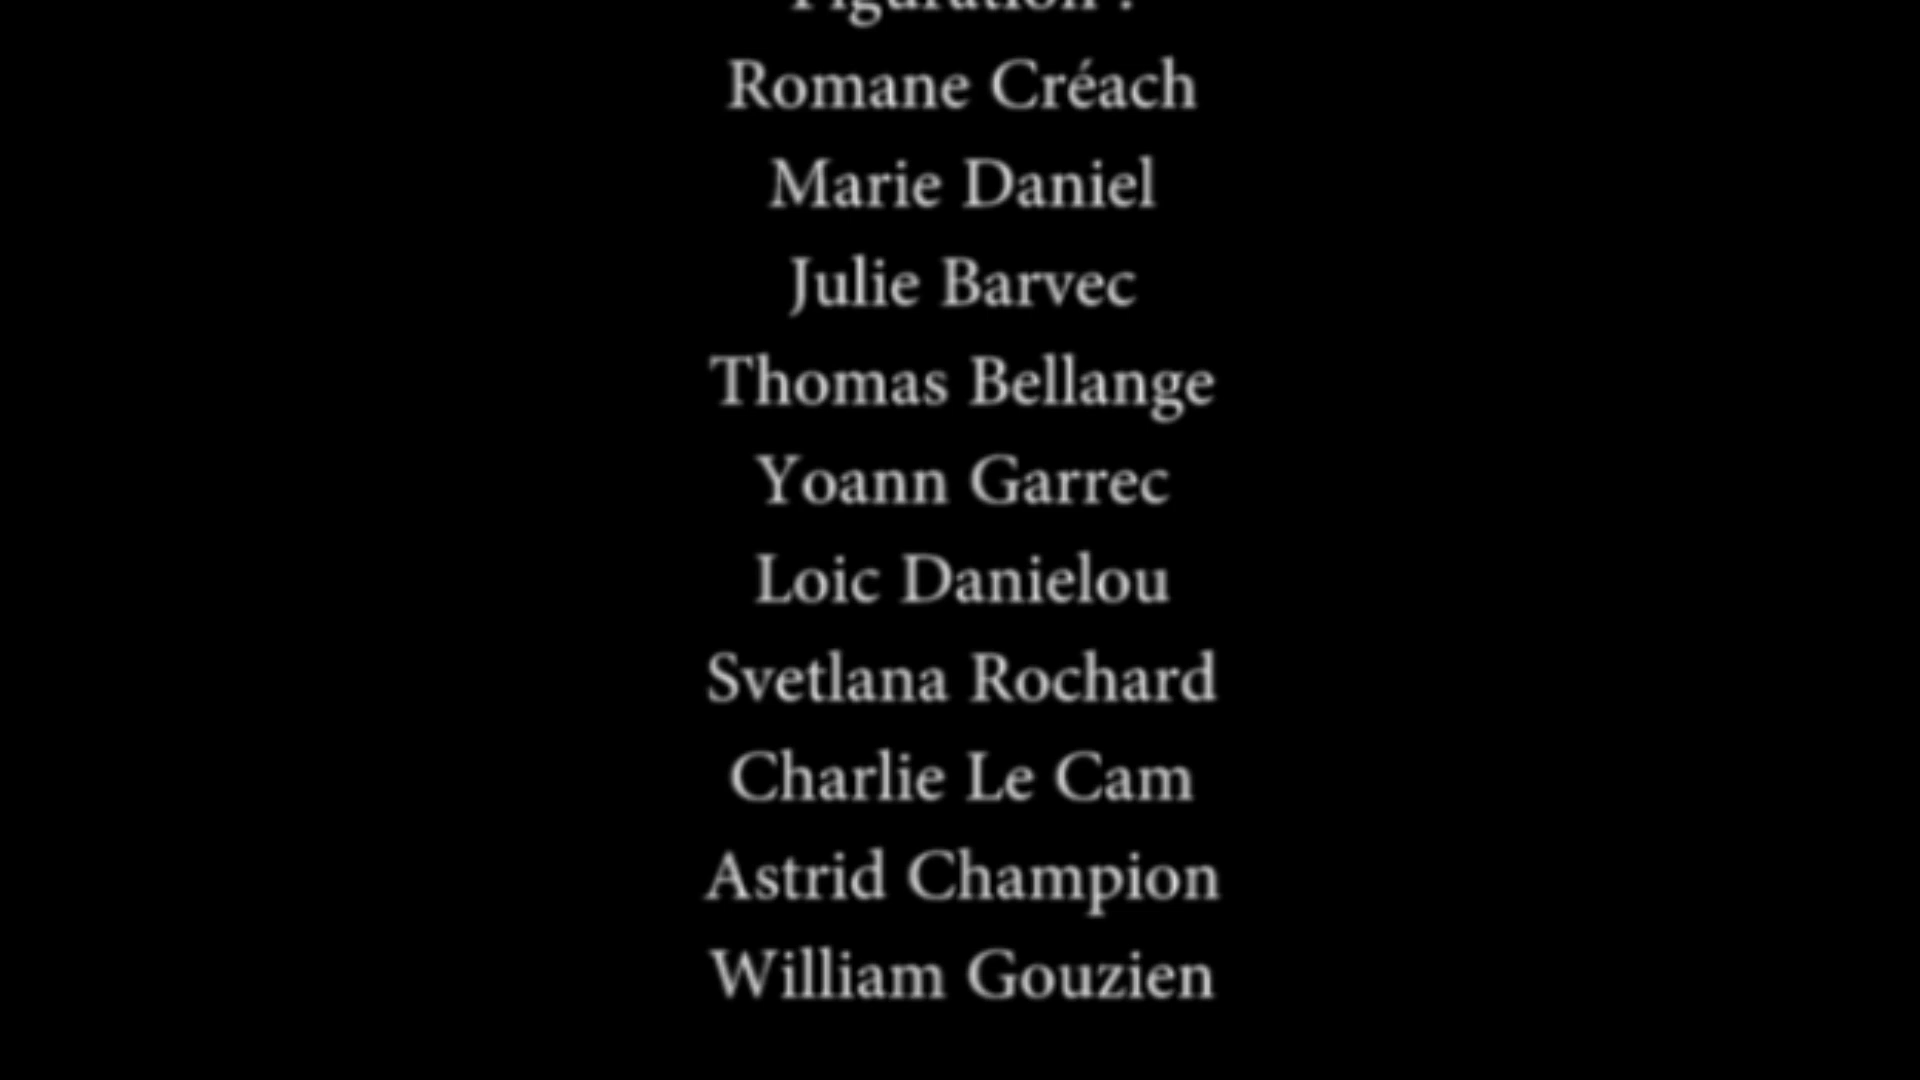 Figuration :
Romane Créach
Marie Daniel
Julie Barvec
Thomas Bellange
Yoann Garrec
Loic Danielou
Svetlana Rochard
Charlie Le Cam
Astrid Champion
William Gouzien